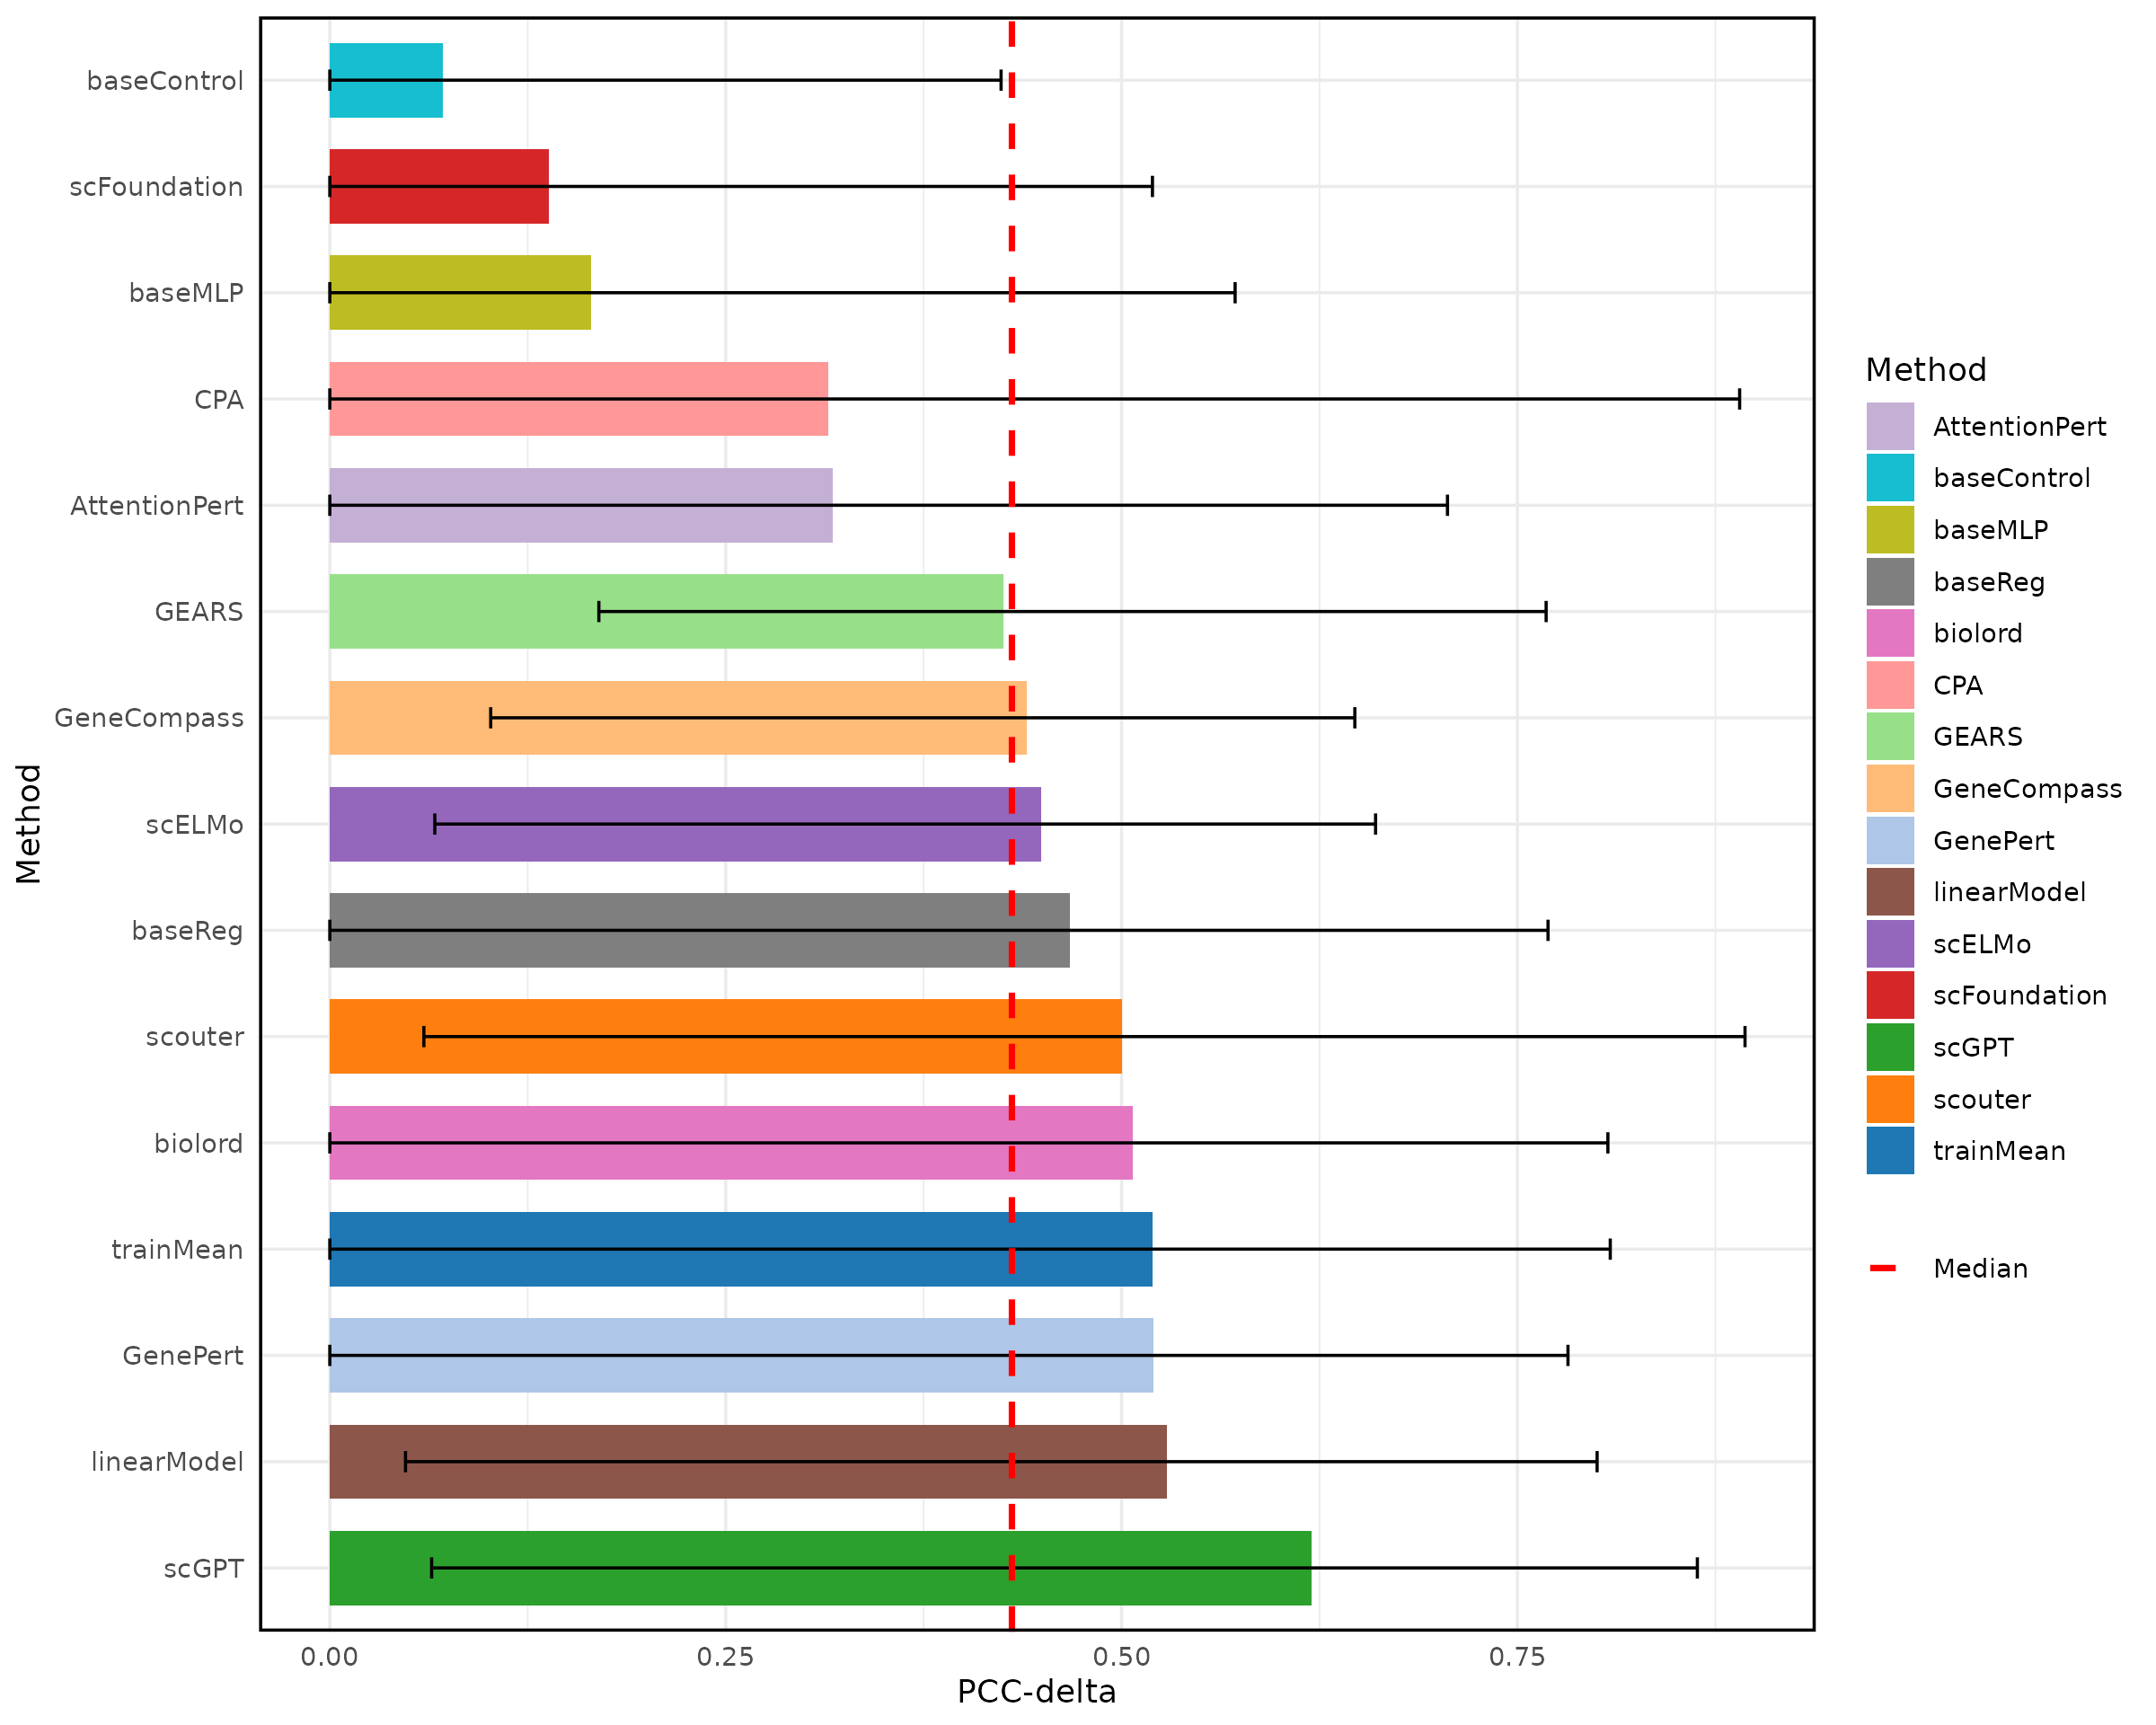 baseControl
scFoundation
baseMLP
CPA
AttentionPert
GEARS
GeneCompass
scELMo
baseReg
scouter
biolord
trainMean
GenePert
linearModel
scGPT
Method
0.00 0.25 0.50 0.75
PCC-delta
Method
AttentionPert
baseControl
baseMLP
baseReg
biolord
CPA
GEARS
GeneCompass
GenePert
linearModel
scELMo
scFoundation
scGPT
scouter
trainMean
Median